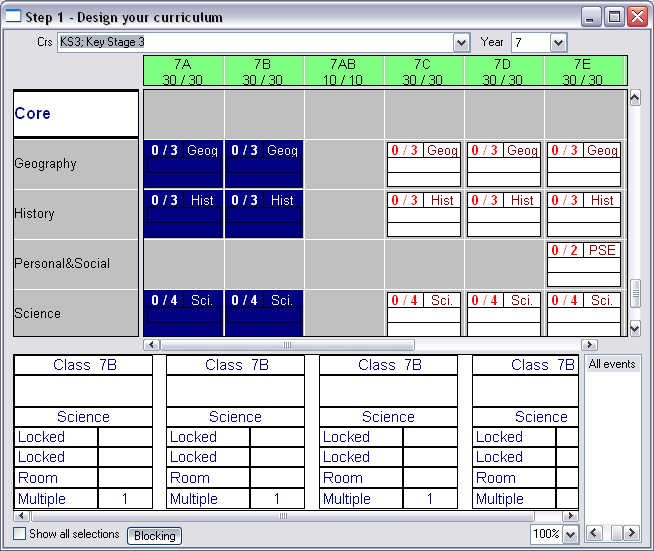 Step 1 - Design your curriculum
Crs KS3; Key Stage 3 Year 7
7A 7B 7AB 7C 7D 7E
30 / 30 30 / 30 10 / 10 30 / 30 30 / 30 30 / 30
Core
Geography 0 / 3 Geog 0 / 3 Geog 0 / 3 Geog 0 / 3 Geog 0 / 3 Geog
History 0 / 3 Hist 0 / 3 Hist 0 / 3 Hist 0 / 3 Hist 0 / 3 Hist
Personal&Social 0 / 2 PSE
Science 0 / 4 Sci. 0 / 4 Sci. 0 / 4 Sci. 0 / 4 Sci. 0 / 4 Sci.
Class 7B Class 7B Class 7B Class 7B All events
Science Science Science Science
Locked Locked Locked Locked
Locked Locked Locked Locked
Room Room Room Room
Multiple 1 Multiple 1 Multiple 1 Multiple
Show all selections Blocking 100%